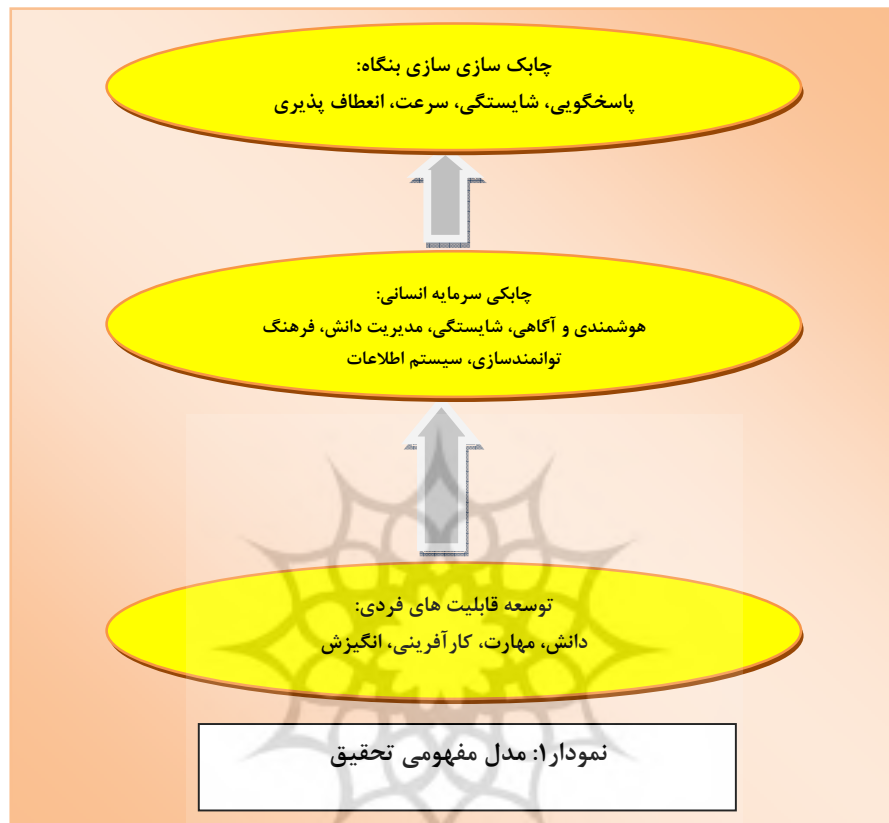 چابک سازی سازی بنگاه:
پاسخگویی، شایستگی، سرعت، انعطاف پذیری
چابکی سرمایه انسانی:
هوشمندی و آگاهی، شایستگی، مدیریت دانش، فرهنگ
توانمندسازی، سیستم اطلاعات
توسعه قابلیت های فردی:
دانش، مهارت، کارآفرینی، انگیزش
نمودار۱: مدل مفهومی تحقیق